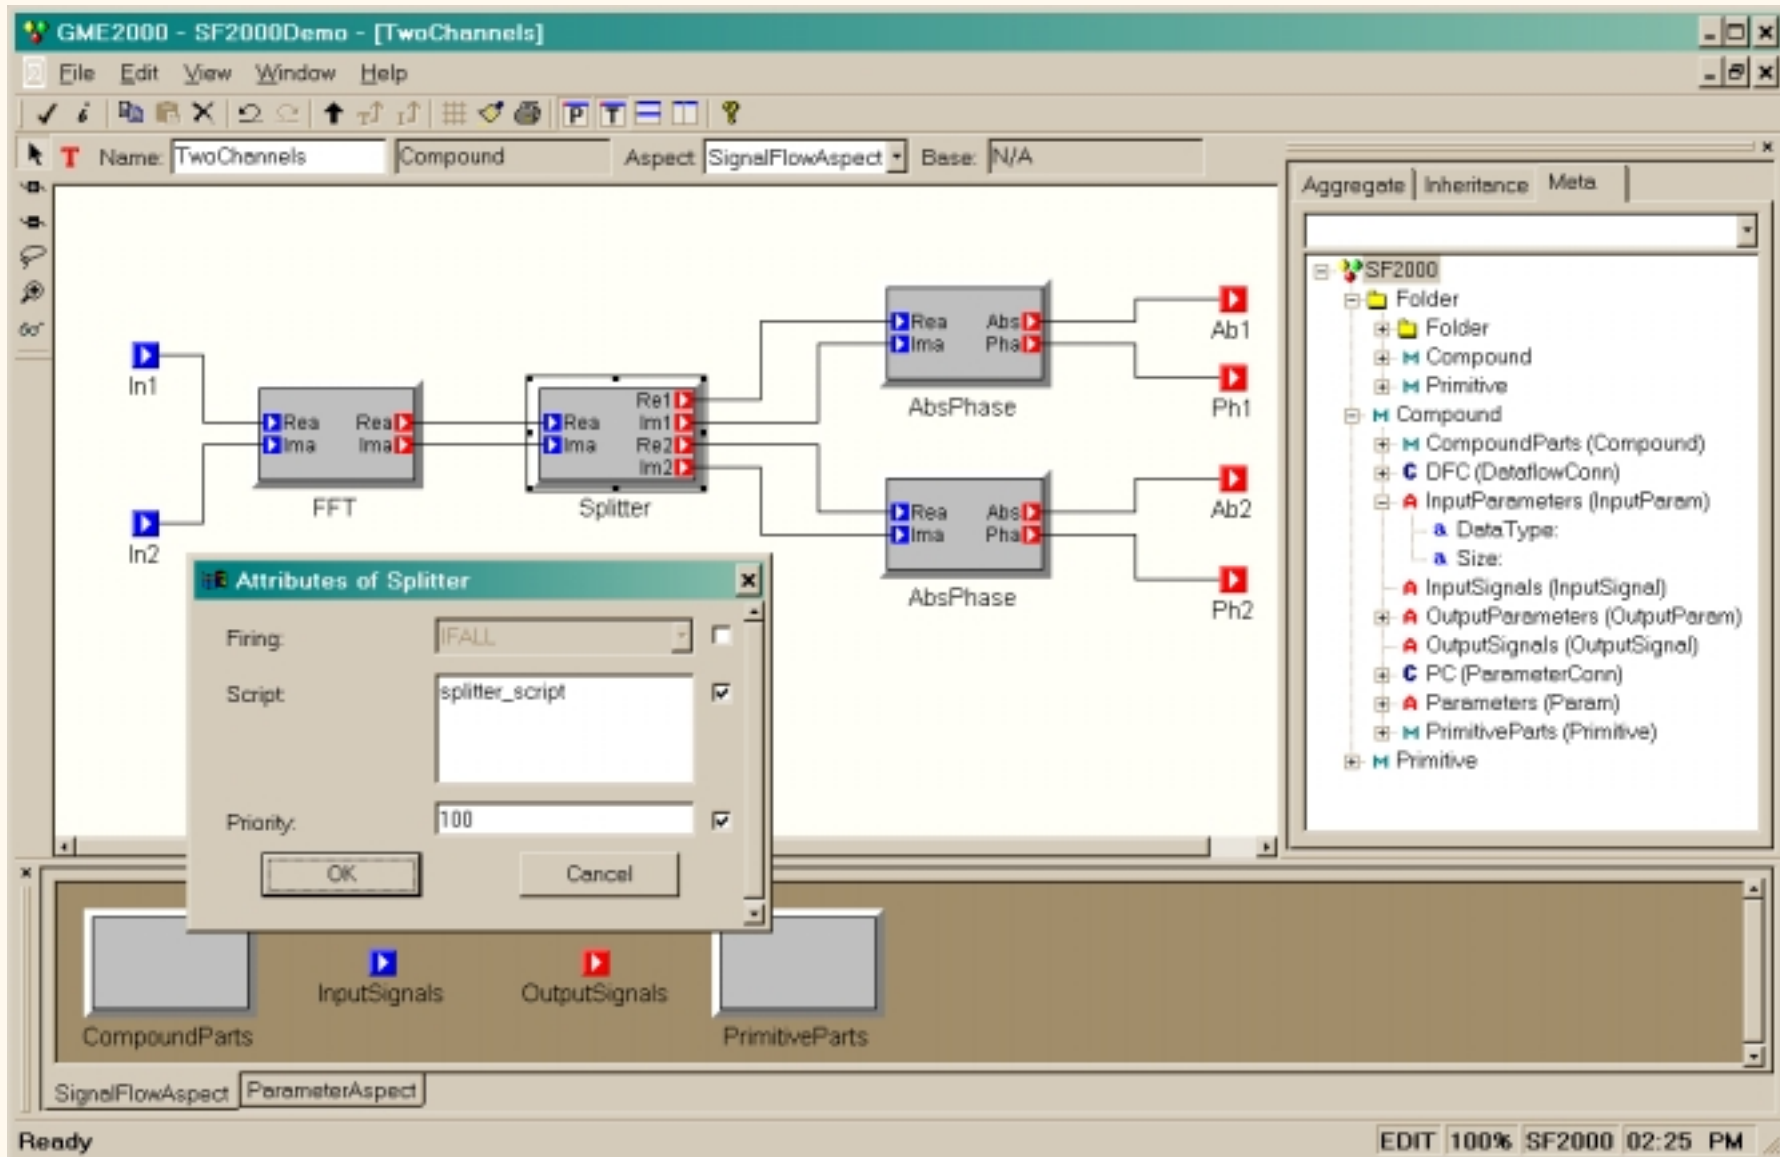 GME2000 - SF2000Demo - [TwoChannels]
File Edit View Window Help
Name: TwoChannels Compound Aspect SignalFlowAspect Base: N/A
Aggregate Inheritance Meta
SF2000
Folder
Folder
Compound
Primitive
Compound
CompoundParts (Compound)
DFC (DataflowConn)
InputParameters (InputParam)
DataType:
Size:
InputSignals (InputSignal)
OutputParameters (OutputParam)
OutputSignals (OutputSignal)
PC (ParameterConn)
Parameters (Param)
PrimitiveParts (Primitive)
Primitive
In1
In2
Rea Rea
Ima Ima
FFT
Rea Re1
Im1
Ima Re2
Im2
Splitter
Rea Abs
Ima Pha
AbsPhase
Rea Abs
Ima Pha
AbsPhase
Ab1
Ph1
Ab2
Ph2
Attributes of Splitter
Firing: IFALL
Script: splitter_script
Priority: 100
OK Cancel
CompoundParts
InputSignals
OutputSignals
PrimitiveParts
SignalFlowAspect ParameterAspect
Ready EDIT 100% SF2000 02:25 PM